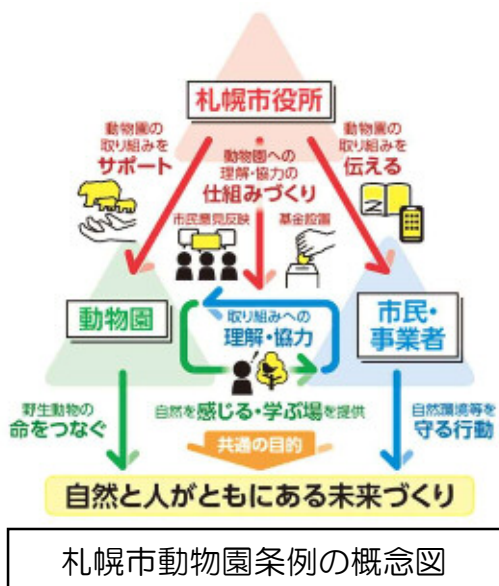 札幌市役所
動物園の
取り組みを
サポート
動物園への
理解・協力の
仕組みづくり
動物園の
取り組みを
伝える
市民意見反映
基金設置
動物園
取り組みへの
理解・協力
市民・
事業者
野生動物の
命をつなぐ
自然を感じる・学ぶ場を提供
自然環境等を
守る行動
共通の目的
自然と人がともにある未来づくり
札幌市動物園条例の概念図